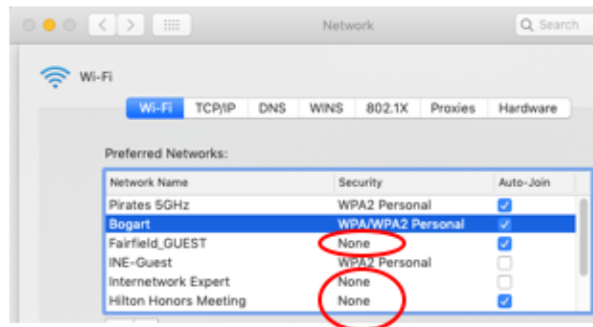 Network
Search
Wi-Fi
Wi-Fi TCP/IP DNS WINS 802.1X Proxies Hardware
Preferred Networks:
Network Name Security Auto-Join
Pirates 5GHz WPA2 Personal
Bogart WPA/WPA2 Personal
Fairfield_GUEST None
INE-Guest WPA2 Personal
Internetwork Expert None
Hilton Honors Meeting None